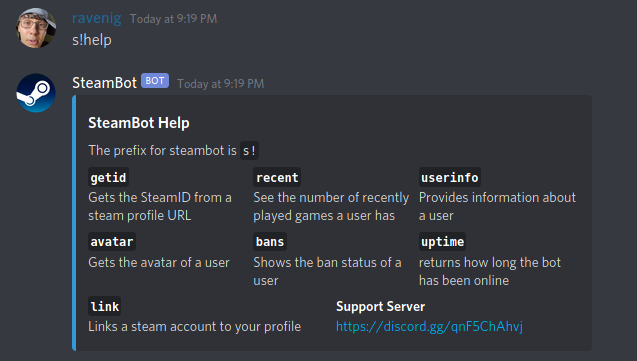 ravenig Today at 9:19 PM
s!help
SteamBot BOT Today at 9:19 PM
SteamBot Help
The prefix for steambot is s!
getid
Gets the SteamID from a
steam profile URL
recent
See the number of recently
played games a user has
userinfo
Provides information about
a user
avatar
Gets the avatar of a user
bans
Shows the ban status of a
user
uptime
returns how long the bot
has been online
link
Links a steam account to your profile
Support Server
https://discord.gg/qnF5ChAhvj